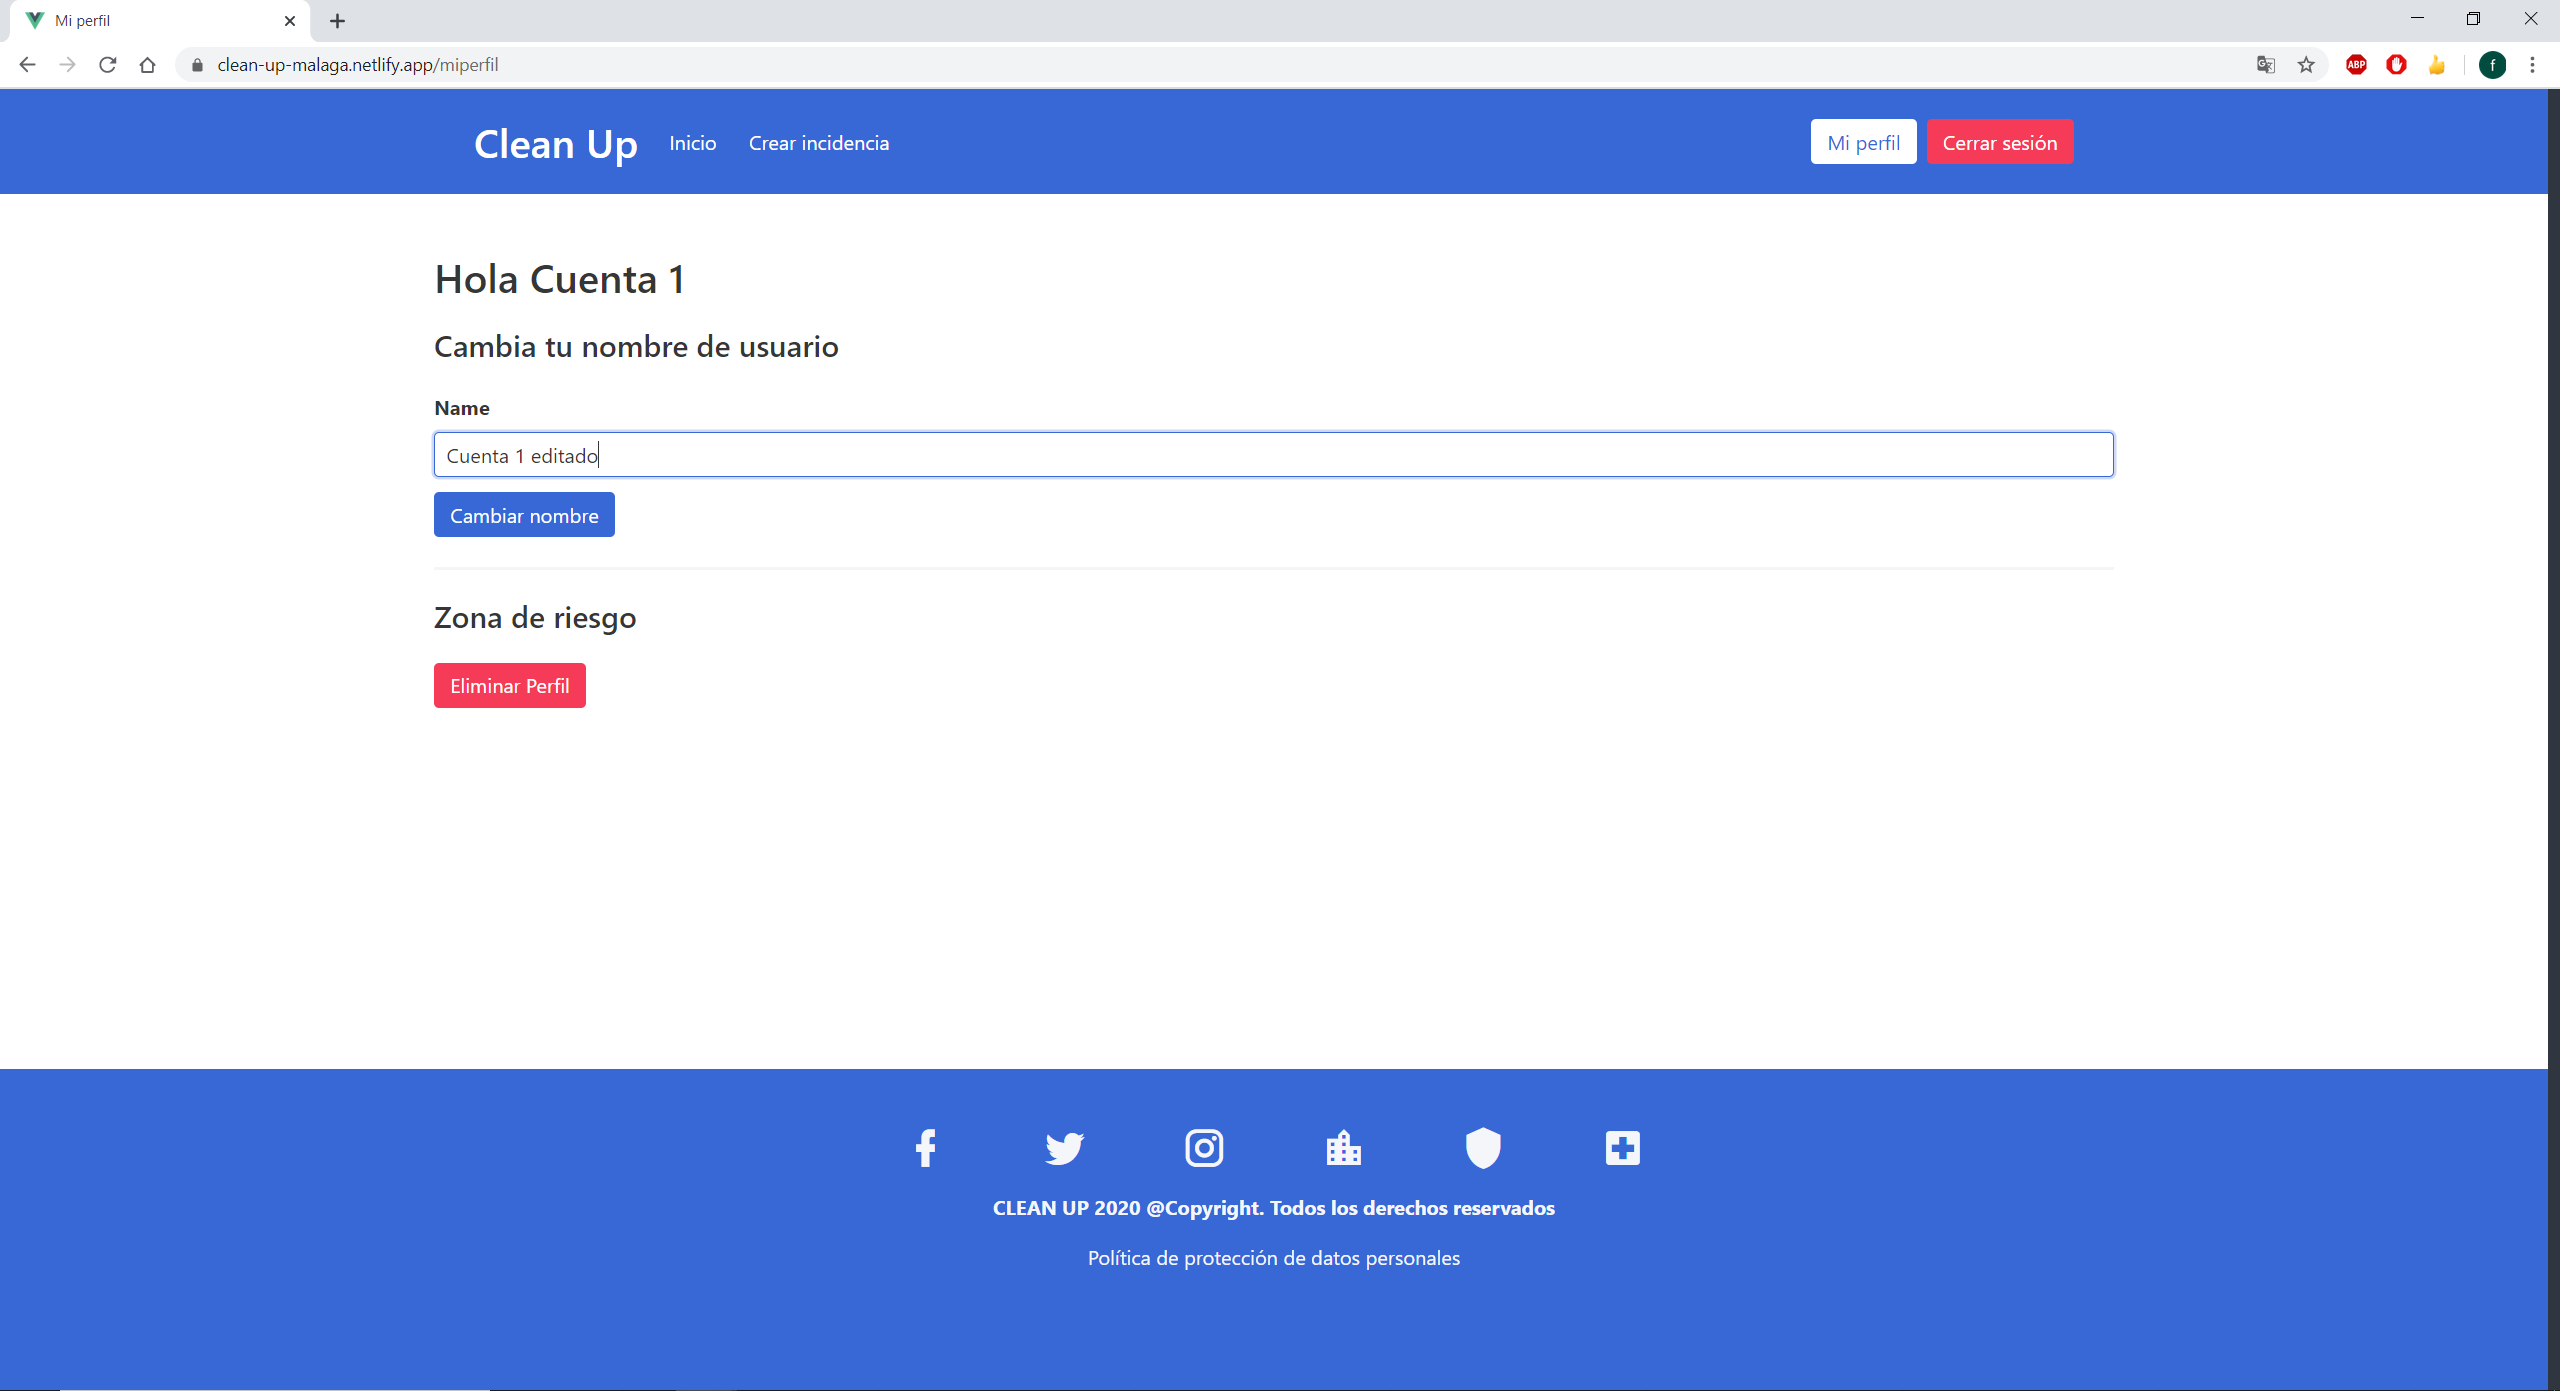 Mi perfil
clean-up-malaga.netlify.app/miperfil
ABP
f
Clean Up
Inicio
Crear incidencia
Mi perfil
Cerrar sesión
Hola Cuenta 1
Cambia tu nombre de usuario
Name
Cuenta 1 editado
Cambiar nombre
Zona de riesgo
Eliminar Perfil
CLEAN UP 2020 @Copyright. Todos los derechos reservados
Política de protección de datos personales